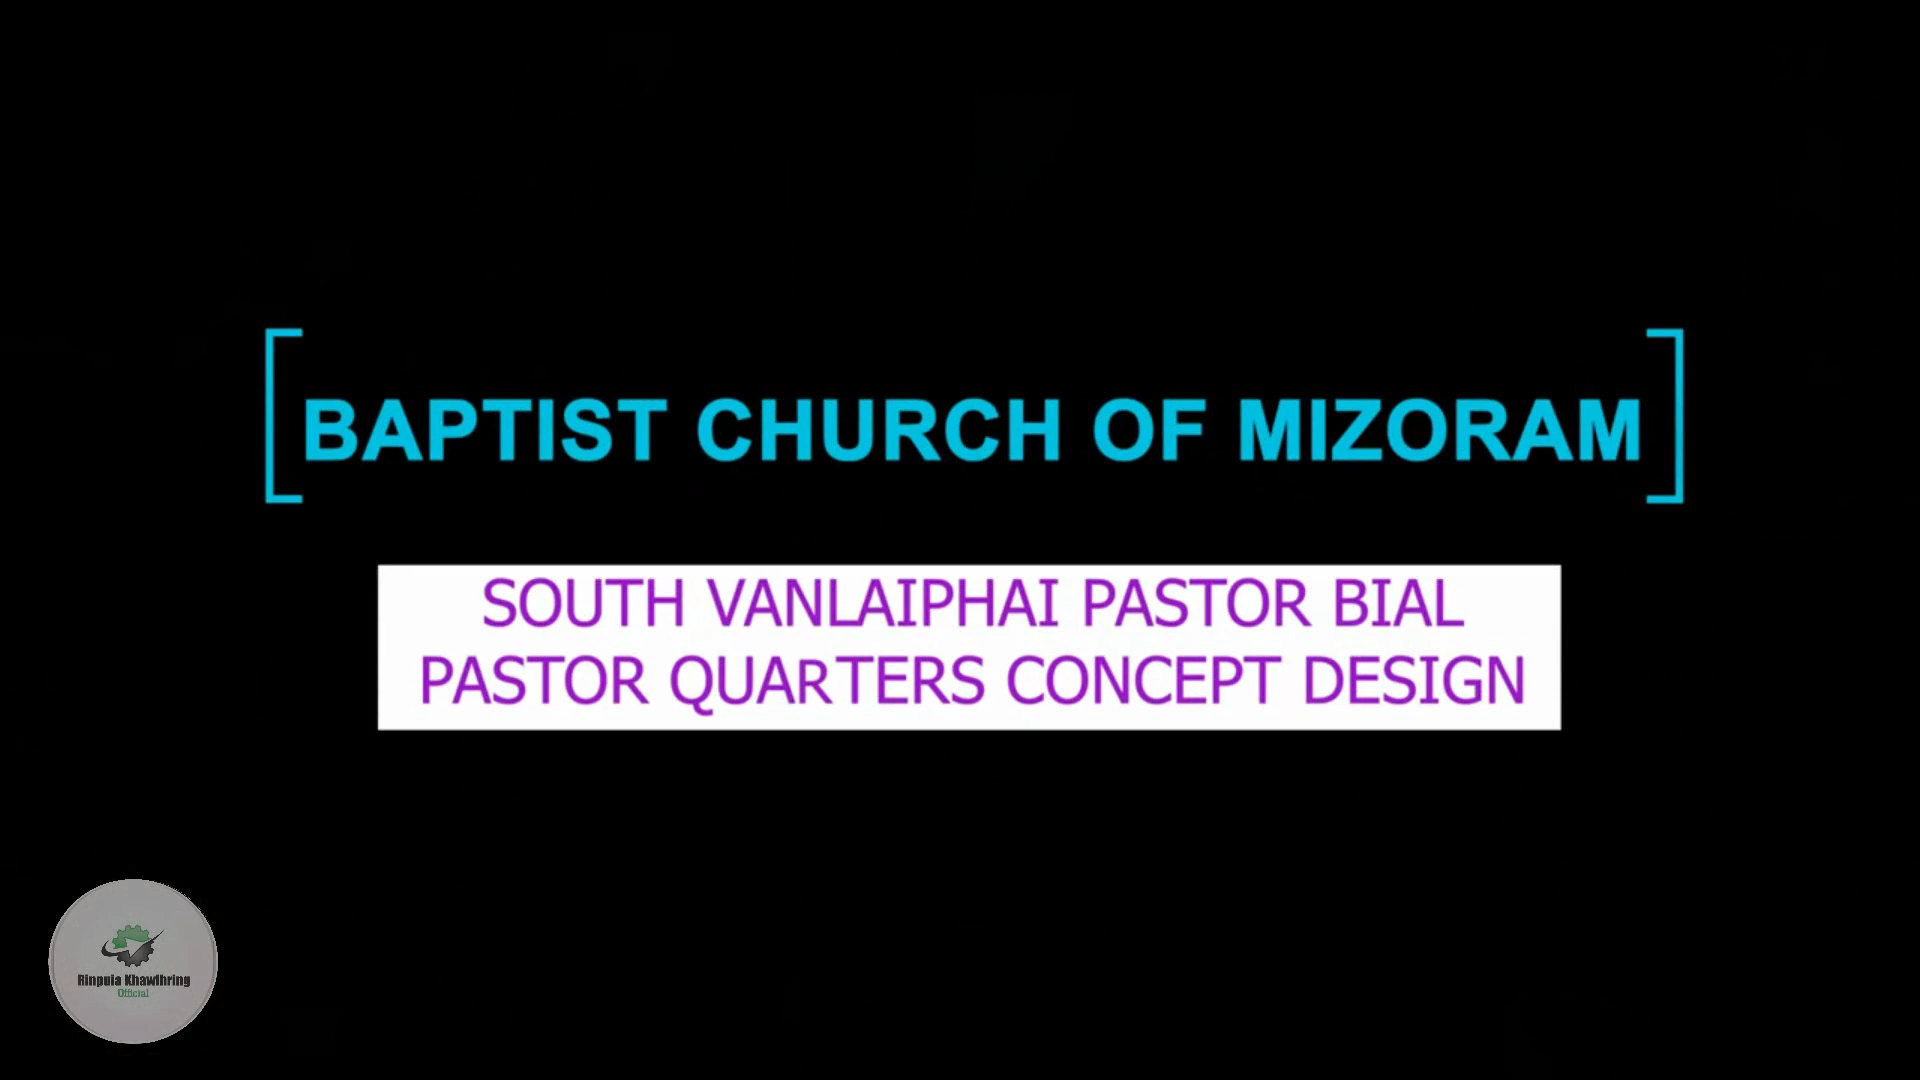 BAPTIST CHURCH OF MIZORAM
SOUTH VANLAIPHAI PASTOR BIAL
PASTOR QUARTERS CONCEPT DESIGN
Rinpuia Khawlhring
Official